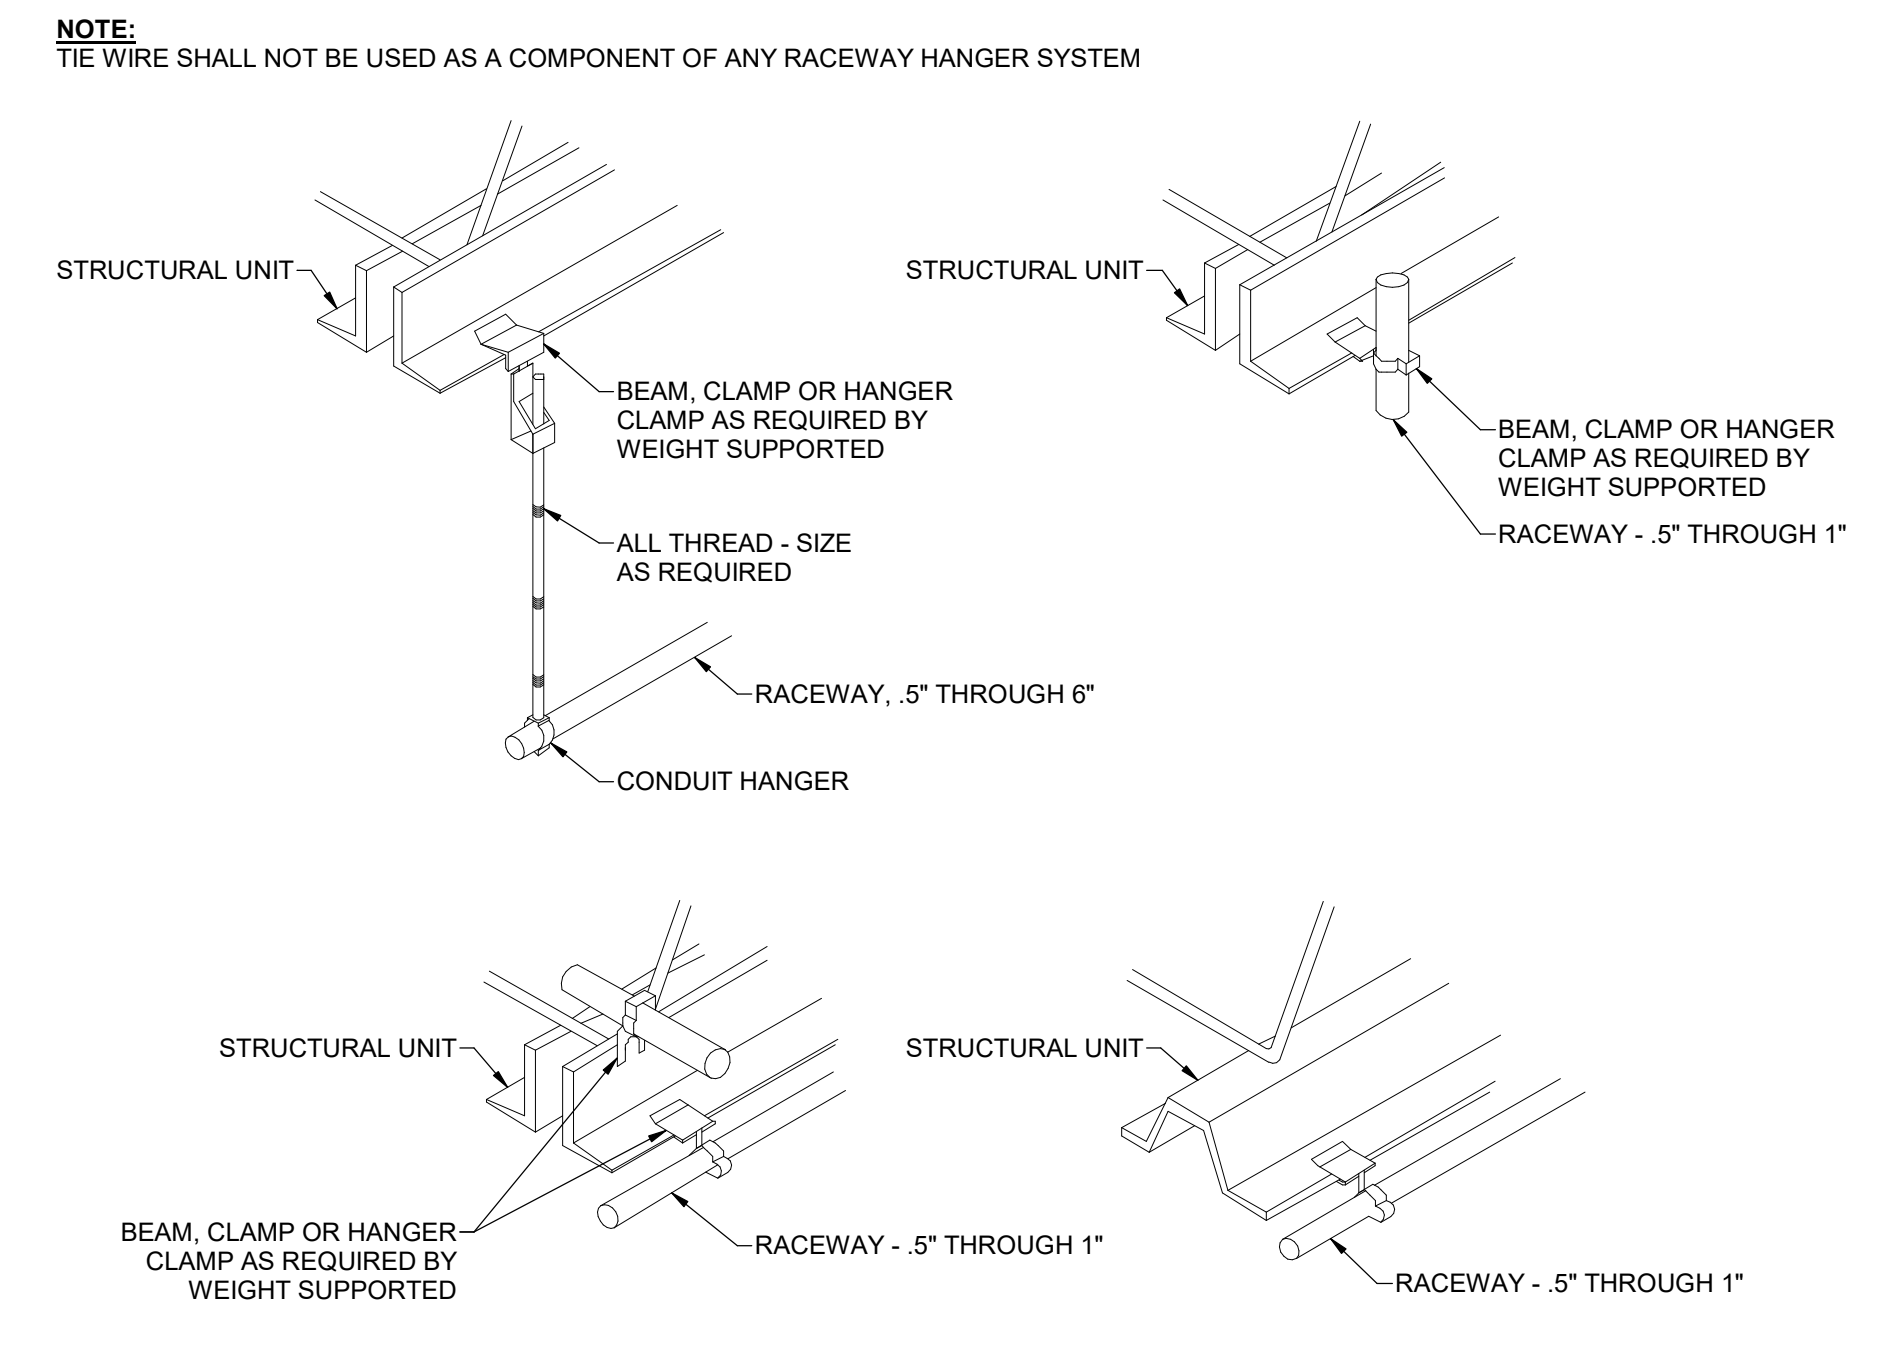 NOTE:
TIE WIRE SHALL NOT BE USED AS A COMPONENT OF ANY RACEWAY HANGER SYSTEM
STRUCTURAL UNIT
BEAM, CLAMP OR HANGER
CLAMP AS REQUIRED BY
WEIGHT SUPPORTED
ALL THREAD - SIZE
AS REQUIRED
RACEWAY, .5" THROUGH 6"
CONDUIT HANGER
STRUCTURAL UNIT
BEAM, CLAMP OR HANGER
CLAMP AS REQUIRED BY
WEIGHT SUPPORTED
RACEWAY - .5" THROUGH 1"
STRUCTURAL UNIT
BEAM, CLAMP OR HANGER
CLAMP AS REQUIRED BY
WEIGHT SUPPORTED
RACEWAY - .5" THROUGH 1"
STRUCTURAL UNIT
RACEWAY - .5" THROUGH 1"